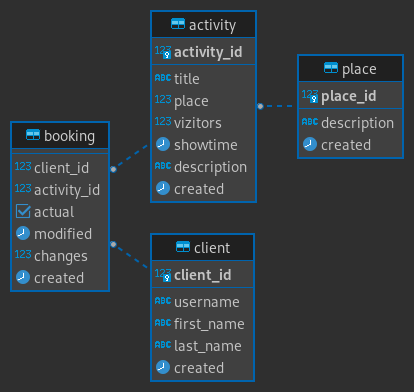 activity
123 activity_id
ABC title
123 place
123 vizitors
showtime
ABC description
created
place
123 place_id
ABC description
created
booking
123 client_id
123 activity_id
actual
modified
123 changes
created
client
123 client_id
ABC username
ABC first_name
ABC last_name
created